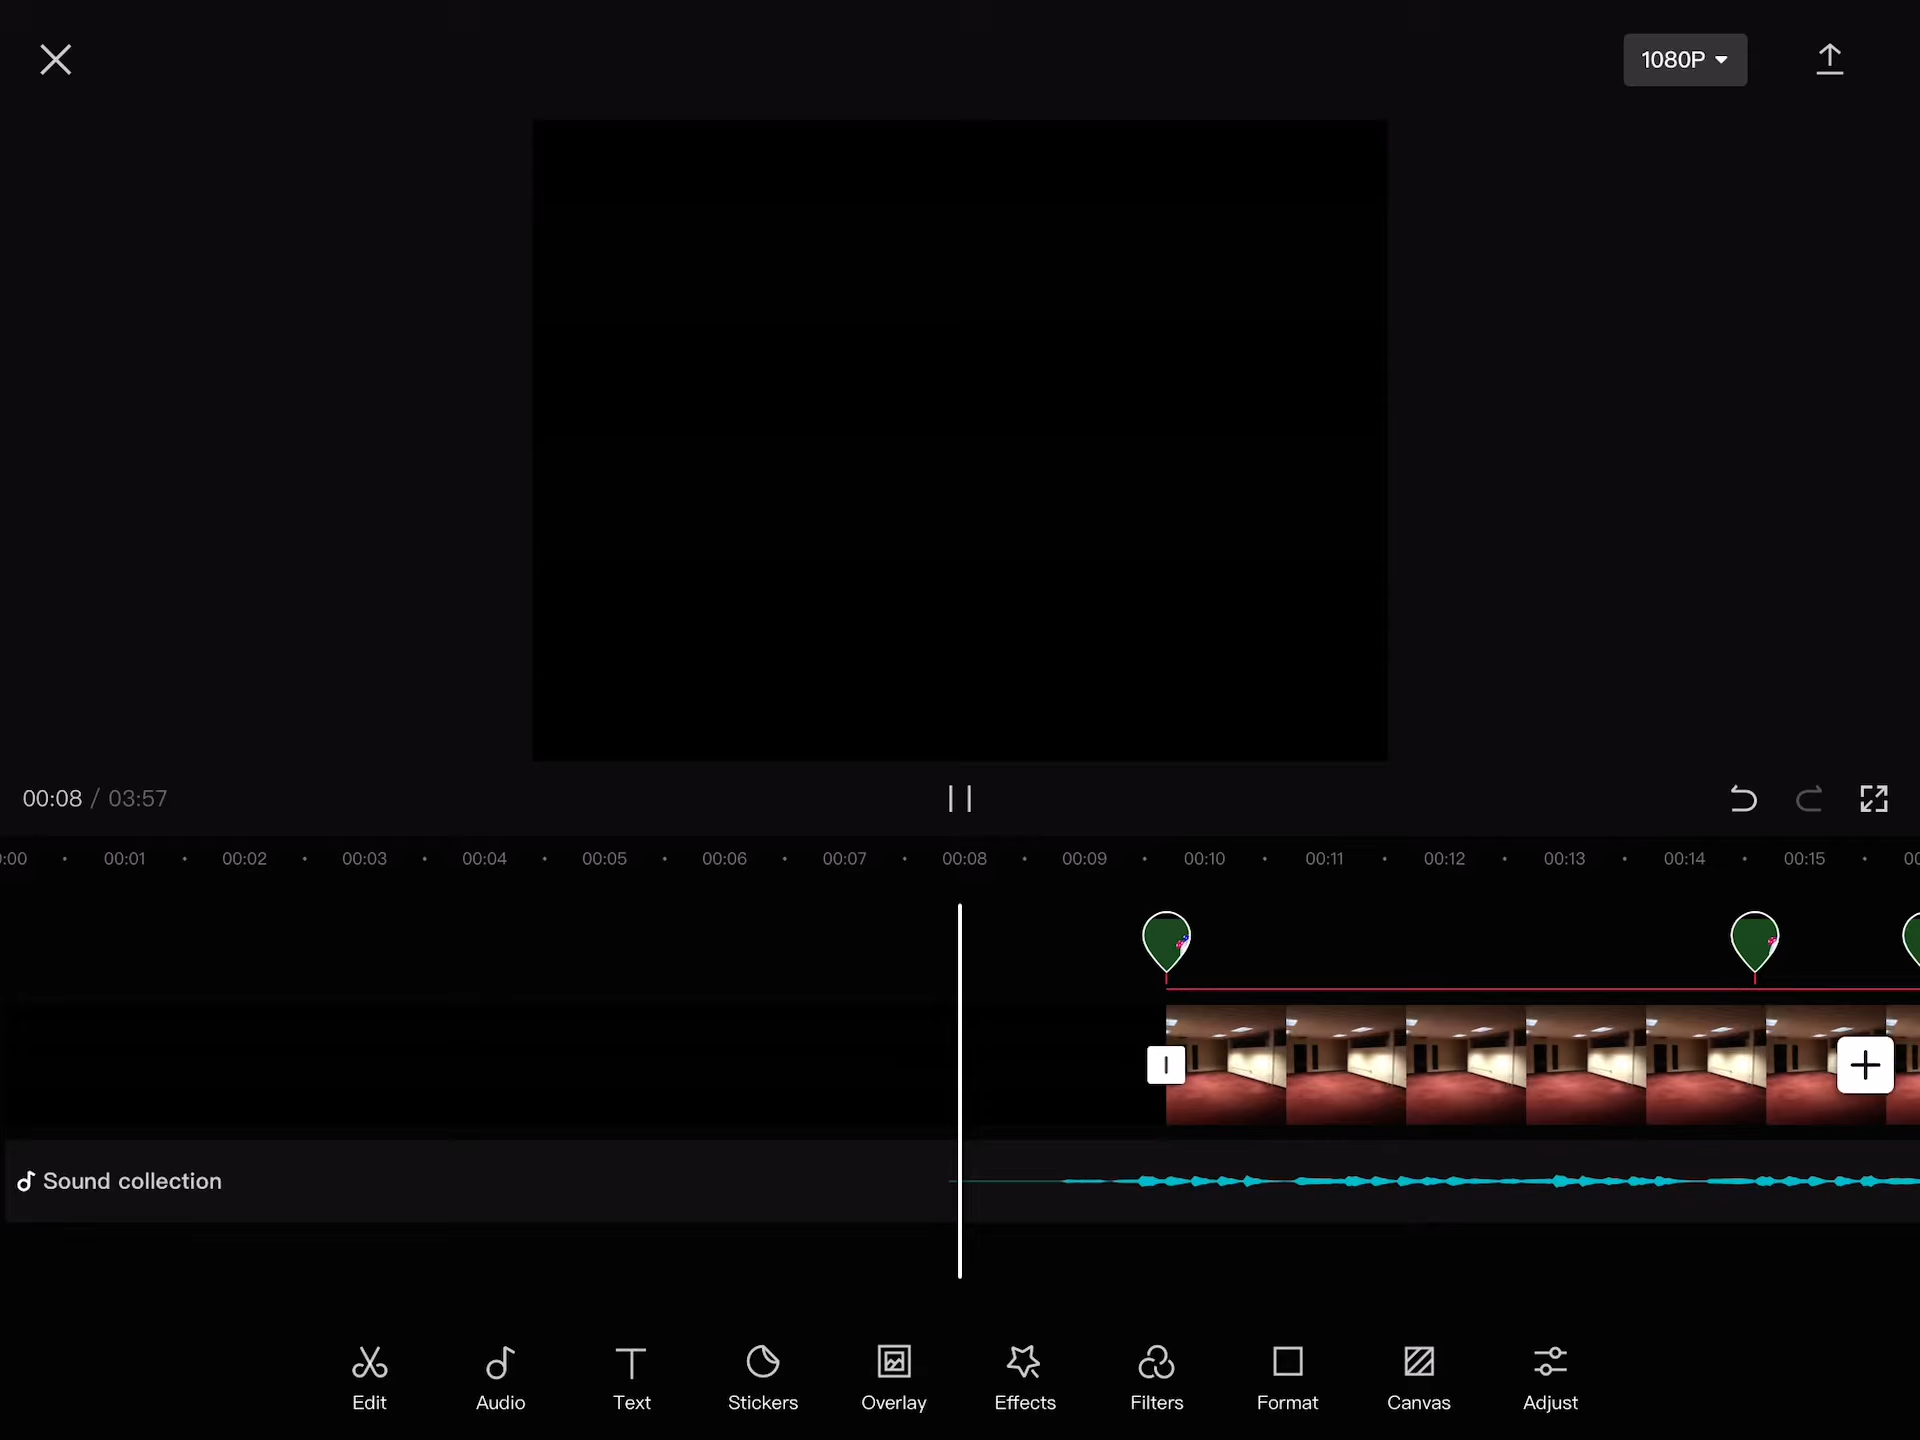 1080P
00:08 / 03:57
:00 00:01 00:02 00:03 00:04 00:05 00:06 00:07 00:08 00:09 00:10 00:11 00:12 00:13 00:14 00:15 00
Sound collection
Edit Audio Text Stickers Overlay Effects Filters Format Canvas Adjust